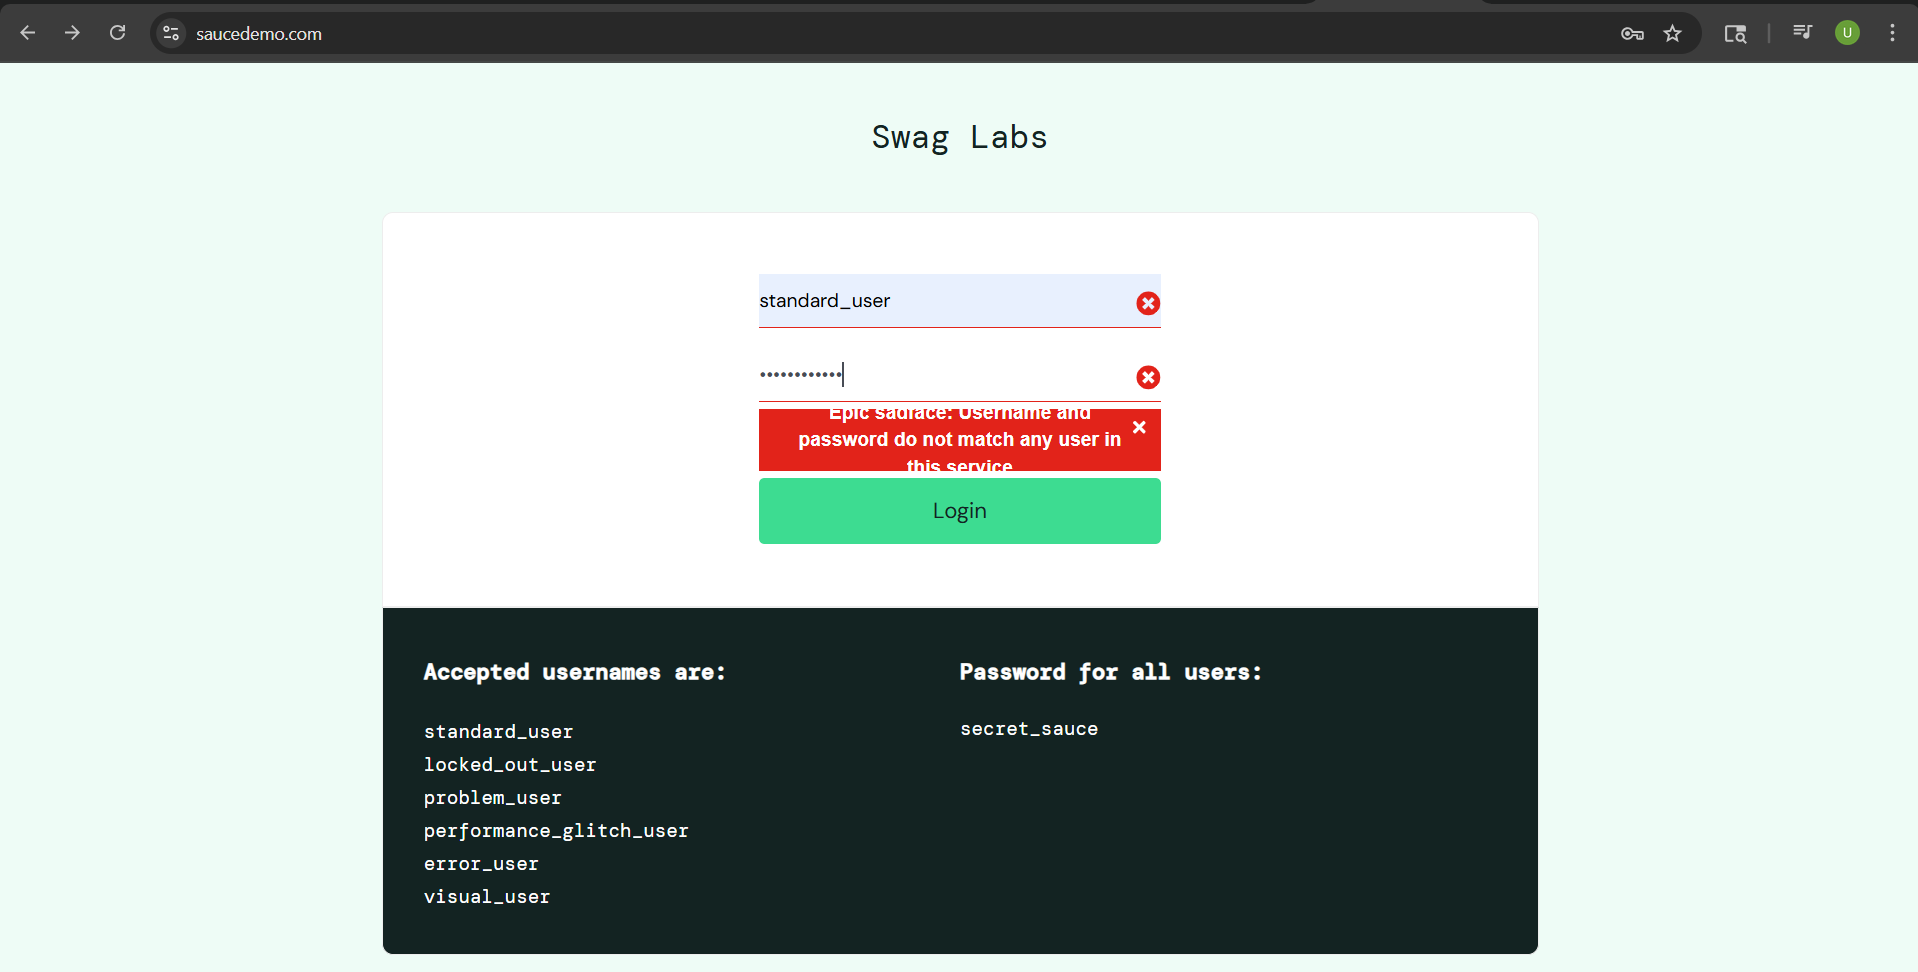 saucedemo.com
U
Swag Labs
standard_user
••••••••••••
Epic sadface: Username and
password do not match any user in
this service
Login
Accepted usernames are:
standard_user
locked_out_user
problem_user
performance_glitch_user
error_user
visual_user
Password for all users:
secret_sauce